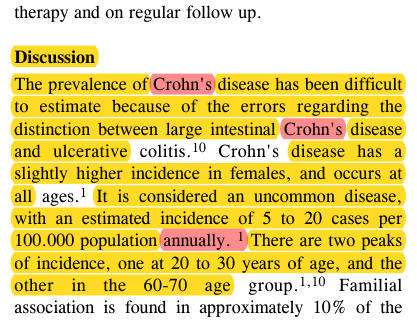 therapy and on regular follow up.
Discussion
The prevalence of Crohn's disease has been difficult
to estimate because of the errors regarding the
distinction between large intestinal Crohn's disease
and ulcerative colitis.10 Crohn's disease has a
slightly higher incidence in females, and occurs at
all ages.1 It is considered an uncommon disease,
with an estimated incidence of 5 to 20 cases per
100.000 population annually. 1 There are two peaks
of incidence, one at 20 to 30 years of age, and the
other in the 60-70 age group.1,10 Familial
association is found in approximately 10% of the